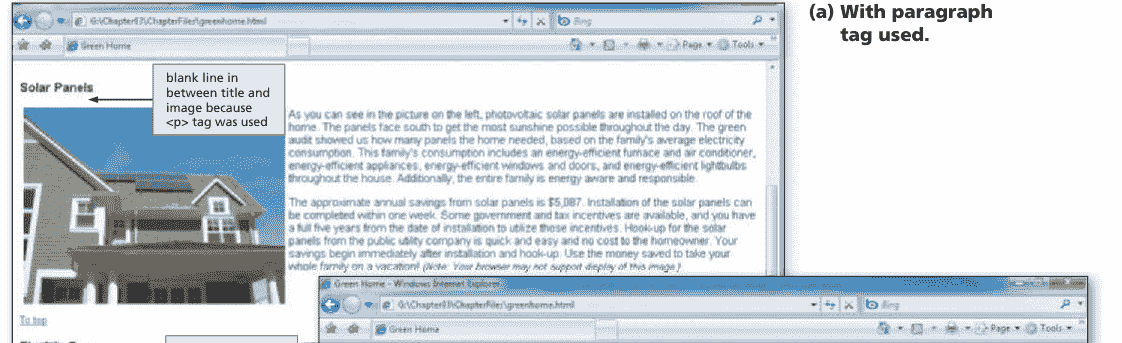 (a) With paragraph
tag used.
G:\Chapter03\ChapterFiles\greenhome.html
Bing
Green Home
Page
Tools
Solar Panels
blank line in
between title and
image because
<p> tag was used
As you can see in the picture on the left, photovoltaic solar panels are installed on the roof of the
home. The panels face south to get the most sunshine possible throughout the day. The green
audit showed us how many panels the home needed, based on the family's average electricity
consumption. This family's consumption includes an energy-efficient furnace and air conditioner,
energy-efficient appliances, energy-efficient windows and doors, and energy-efficient lightbulbs
throughout the house. Additionally, the entire family is energy aware and responsible.
The approximate annual savings from solar panels is $5,087. Installation of the solar panels can
be completed within one week. Some government and tax incentives are available, and you have
a full five years from the date of installation to utilize those incentives. Hook-up for the solar
panels from the public utility company is quick and easy and no cost to the homeowner. Your
savings begin immediately after installation and hook-up. Use the money saved to take your
whole family on a vacation! (Note: Your browser may not support display of this image.)
To top
Green Home - Windows Internet Explorer
G:\Chapter03\ChapterFiles\greenhome.html
Bing
Green Home
Page
Tools